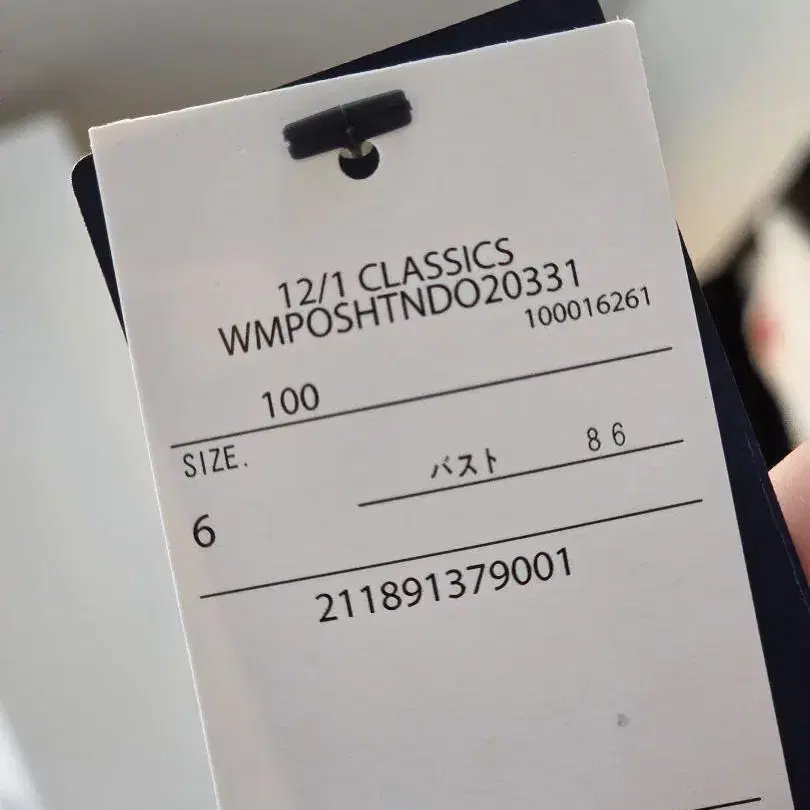 12/1 CLASSICS
WMPOSHTNDO20331
100016261
100
SIZE.
バスト 86
6
211891379001